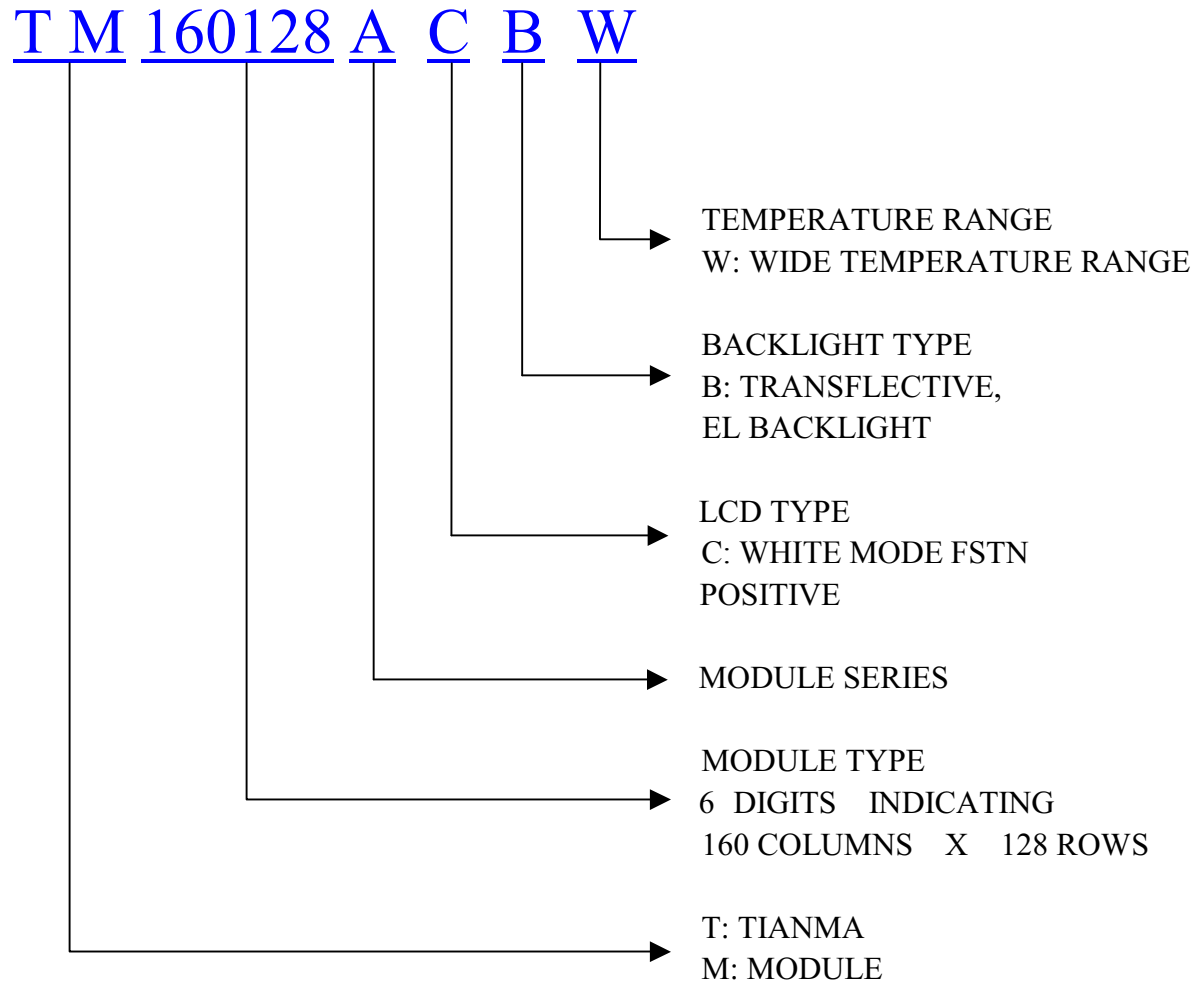 T M 160128 A C B W
TEMPERATURE RANGE
W: WIDE TEMPERATURE RANGE
BACKLIGHT TYPE
B: TRANSFLECTIVE,
EL BACKLIGHT
LCD TYPE
C: WHITE MODE FSTN
POSITIVE
MODULE SERIES
MODULE TYPE
6 DIGITS INDICATING
160 COLUMNS X 128 ROWS
T: TIANMA
M: MODULE